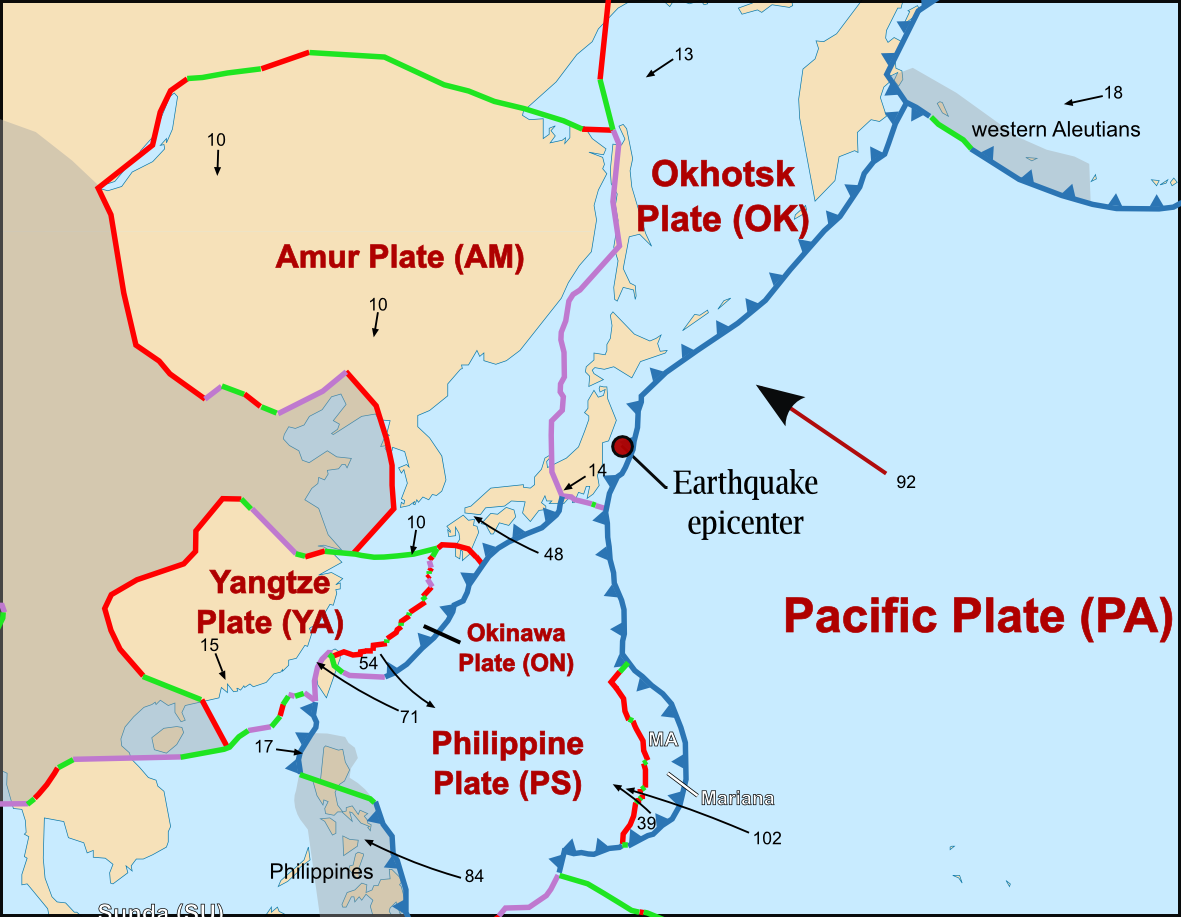 13
18
western Aleutians
10
Okhotsk
Plate (OK)
Amur Plate (AM)
10
14
Earthquake
epicenter
92
10
48
Yangtze
Plate (YA)
15
Okinawa
Plate (ON)
54
Pacific Plate (PA)
71
17
Philippine
Plate (PS)
MA
Mariana
39
102
Philippines
84
Sunda (SU)